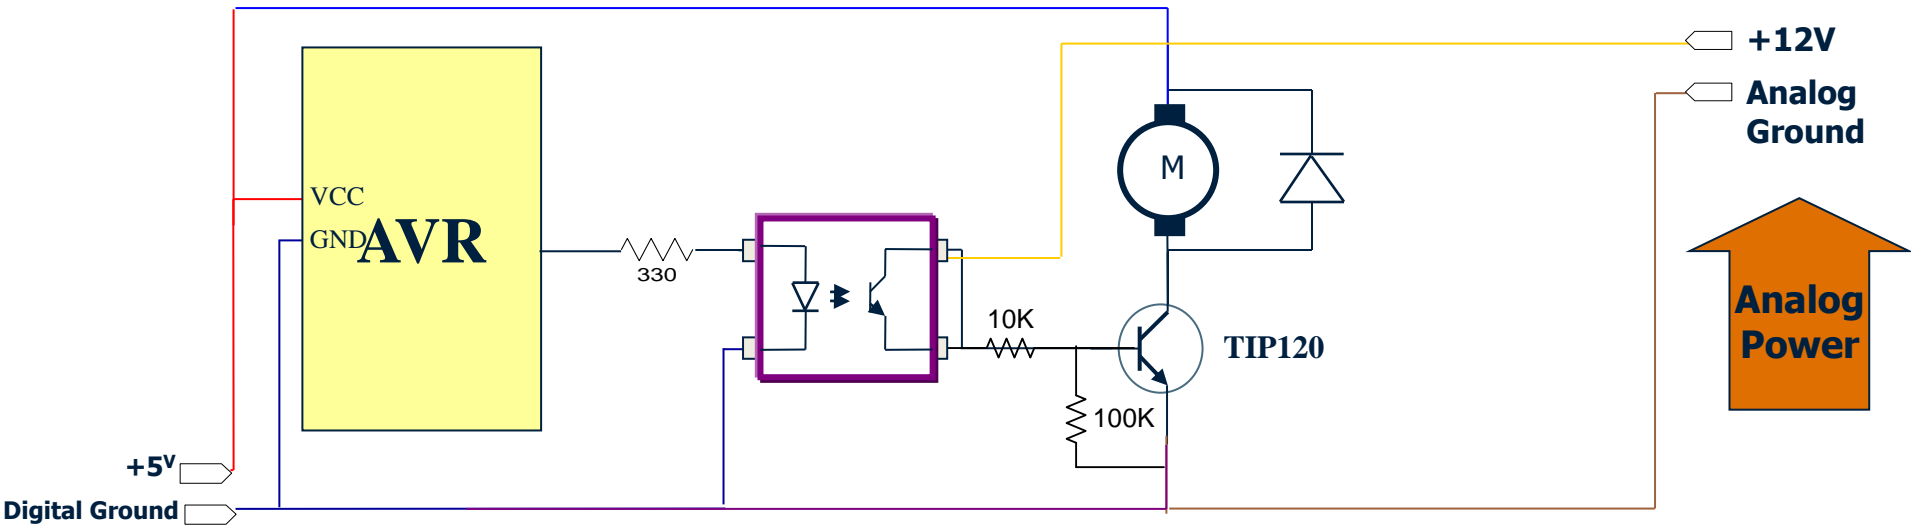 +12V
Analog
Ground
M
VCC
GND
AVR
330
10K
TIP120
Analog
Power
100K
+5V
Digital Ground